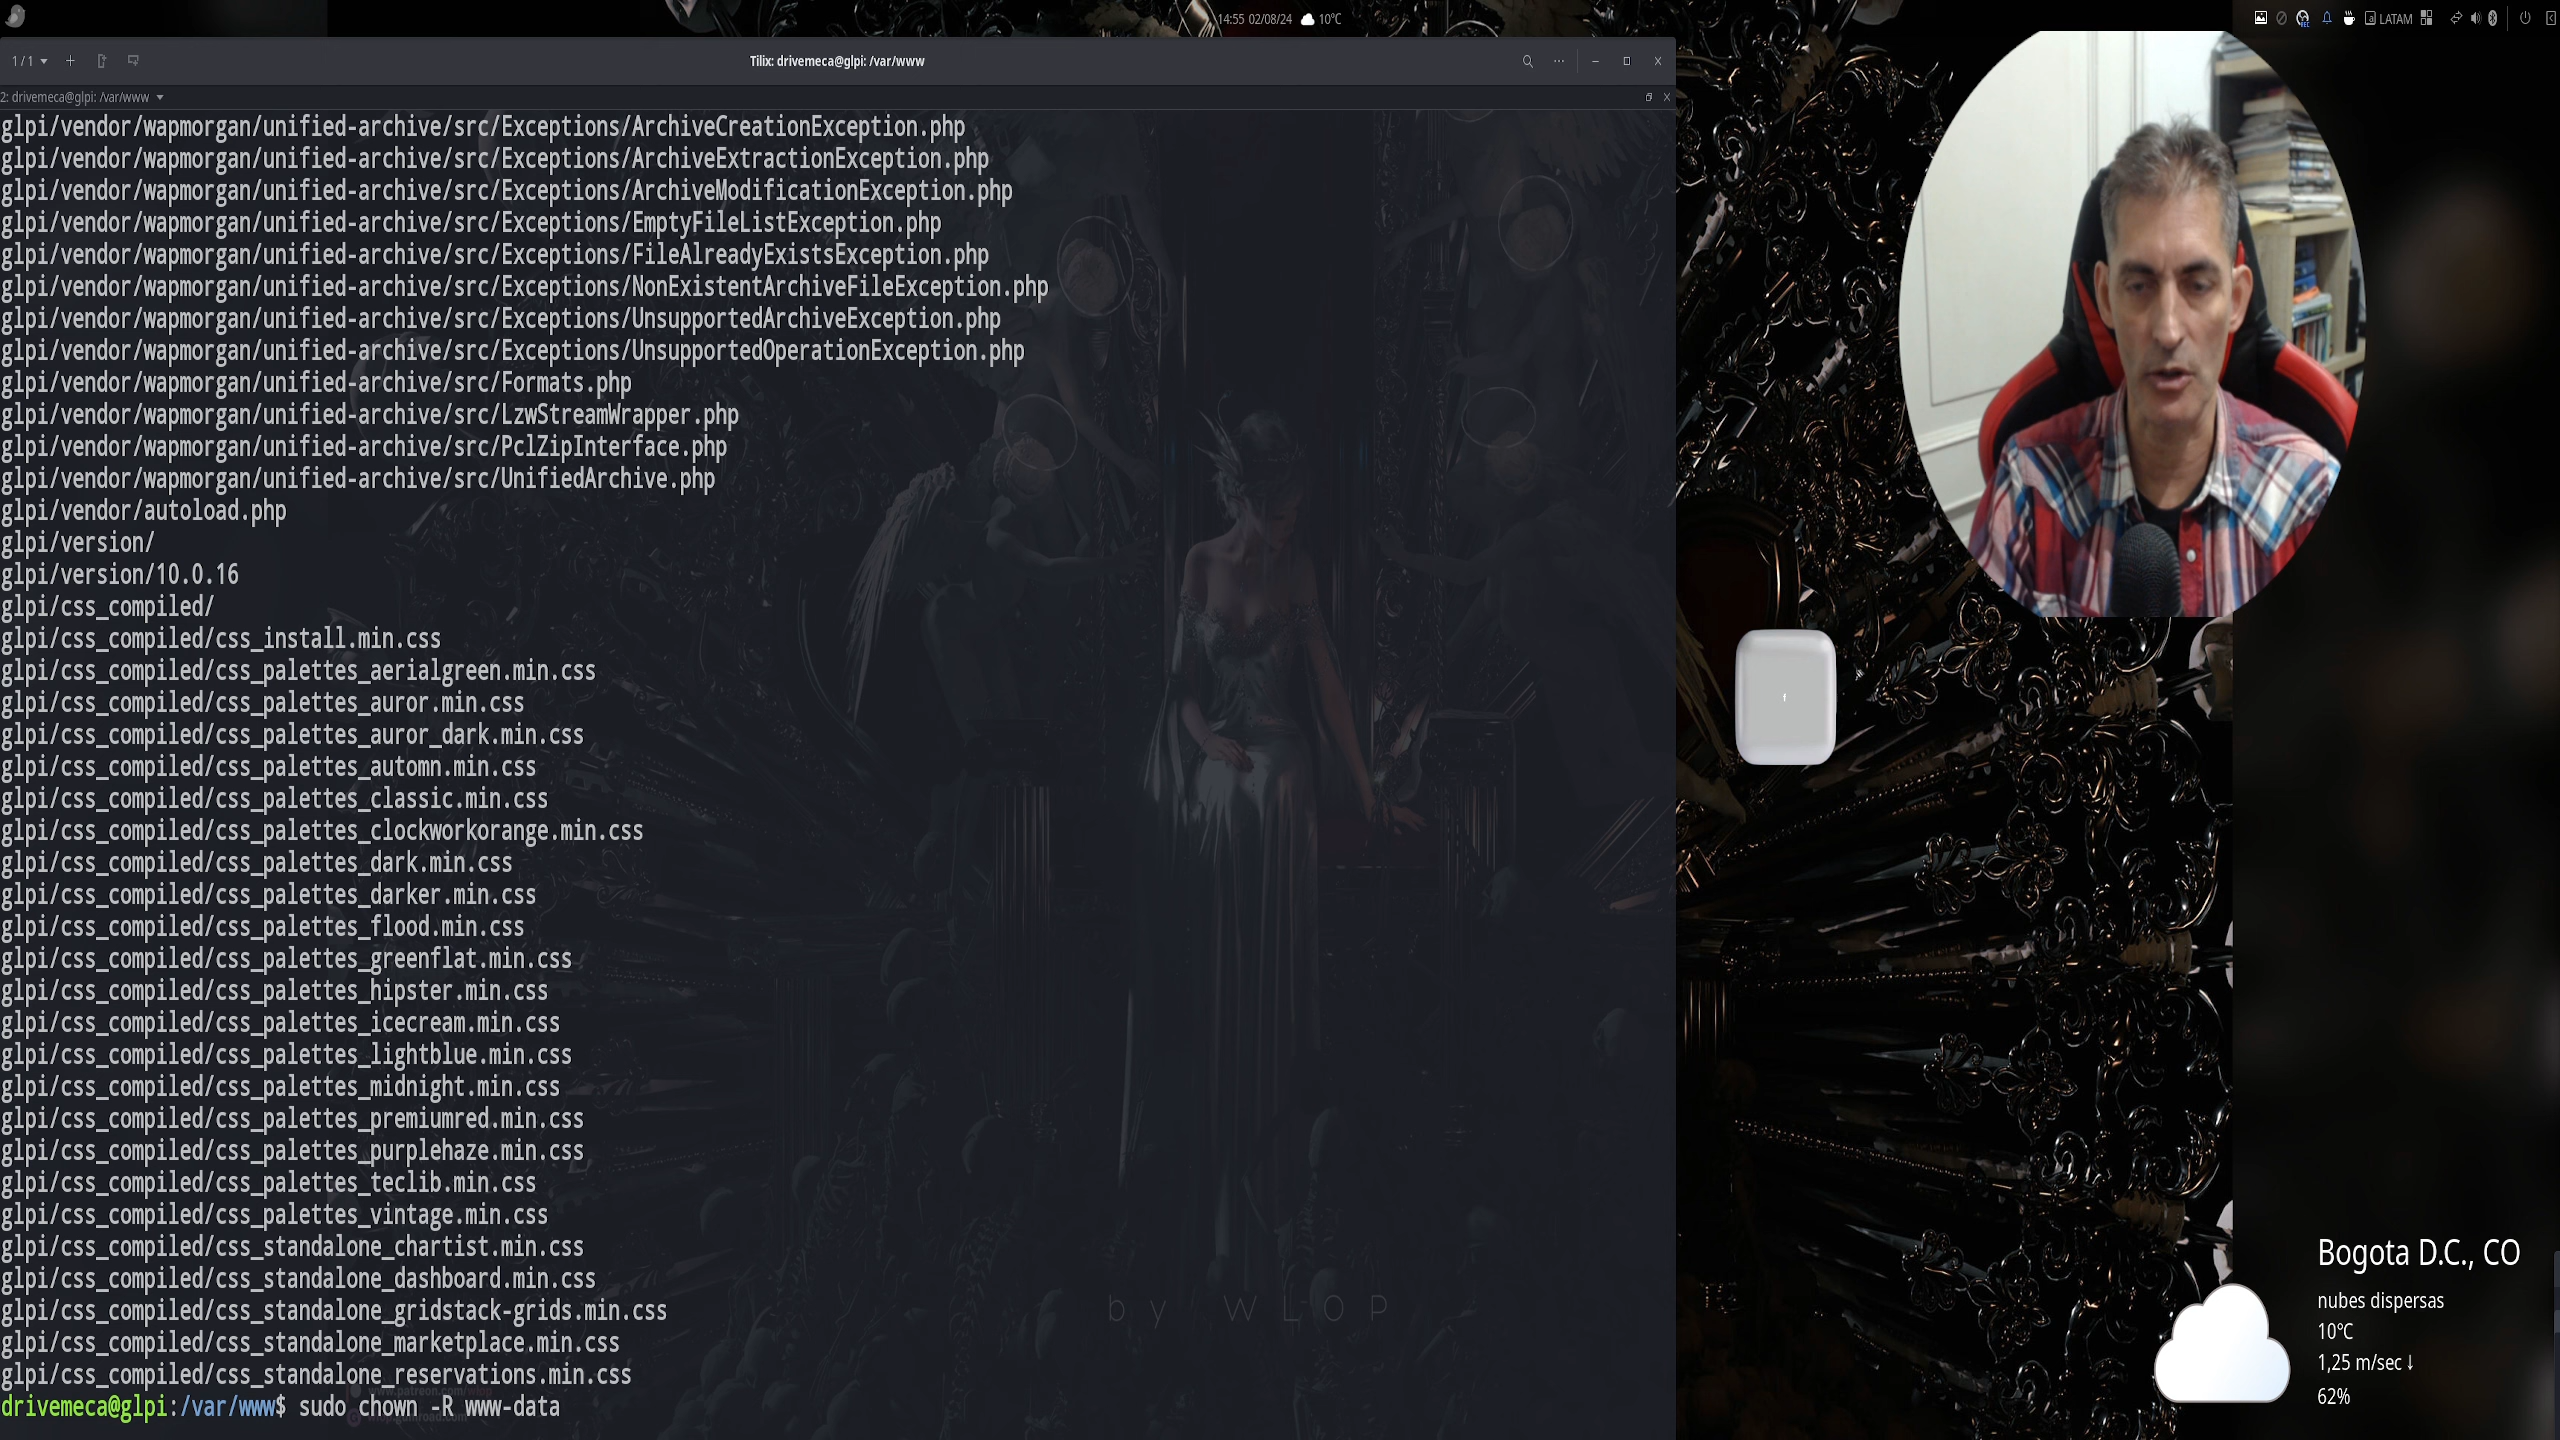 14:55 02/08/24 10°C
LATAM
1 / 1
Tilix: drivemeca@glpi: /var/www
2: drivemeca@glpi: /var/www
glpi/vendor/wapmorgan/unified-archive/src/Exceptions/ArchiveCreationException.php
glpi/vendor/wapmorgan/unified-archive/src/Exceptions/ArchiveExtractionException.php
glpi/vendor/wapmorgan/unified-archive/src/Exceptions/ArchiveModificationException.php
glpi/vendor/wapmorgan/unified-archive/src/Exceptions/EmptyFileListException.php
glpi/vendor/wapmorgan/unified-archive/src/Exceptions/FileAlreadyExistsException.php
glpi/vendor/wapmorgan/unified-archive/src/Exceptions/NonExistentArchiveFileException.php
glpi/vendor/wapmorgan/unified-archive/src/Exceptions/UnsupportedArchiveException.php
glpi/vendor/wapmorgan/unified-archive/src/Exceptions/UnsupportedOperationException.php
glpi/vendor/wapmorgan/unified-archive/src/Formats.php
glpi/vendor/wapmorgan/unified-archive/src/LzwStreamWrapper.php
glpi/vendor/wapmorgan/unified-archive/src/PclZipInterface.php
glpi/vendor/wapmorgan/unified-archive/src/UnifiedArchive.php
glpi/vendor/autoload.php
glpi/version/
glpi/version/10.0.16
glpi/css_compiled/
glpi/css_compiled/css_install.min.css
glpi/css_compiled/css_palettes_aerialgreen.min.css
glpi/css_compiled/css_palettes_auror.min.css
glpi/css_compiled/css_palettes_auror_dark.min.css
glpi/css_compiled/css_palettes_automn.min.css
glpi/css_compiled/css_palettes_classic.min.css
glpi/css_compiled/css_palettes_clockworkorange.min.css
glpi/css_compiled/css_palettes_dark.min.css
glpi/css_compiled/css_palettes_darker.min.css
glpi/css_compiled/css_palettes_flood.min.css
glpi/css_compiled/css_palettes_greenflat.min.css
glpi/css_compiled/css_palettes_hipster.min.css
glpi/css_compiled/css_palettes_icecream.min.css
glpi/css_compiled/css_palettes_lightblue.min.css
glpi/css_compiled/css_palettes_midnight.min.css
glpi/css_compiled/css_palettes_premiumred.min.css
glpi/css_compiled/css_palettes_purplehaze.min.css
glpi/css_compiled/css_palettes_teclib.min.css
glpi/css_compiled/css_palettes_vintage.min.css
glpi/css_compiled/css_standalone_chartist.min.css
glpi/css_compiled/css_standalone_dashboard.min.css
glpi/css_compiled/css_standalone_gridstack-grids.min.css
glpi/css_compiled/css_standalone_marketplace.min.css
glpi/css_compiled/css_standalone_reservations.min.css
drivemeca@glpi:/var/www$ sudo chown -R www-data
by WLOP
www.patreon.com/wlop
f
Bogota D.C., CO
nubes dispersas
10°C
1,25 m/sec ↓
62%